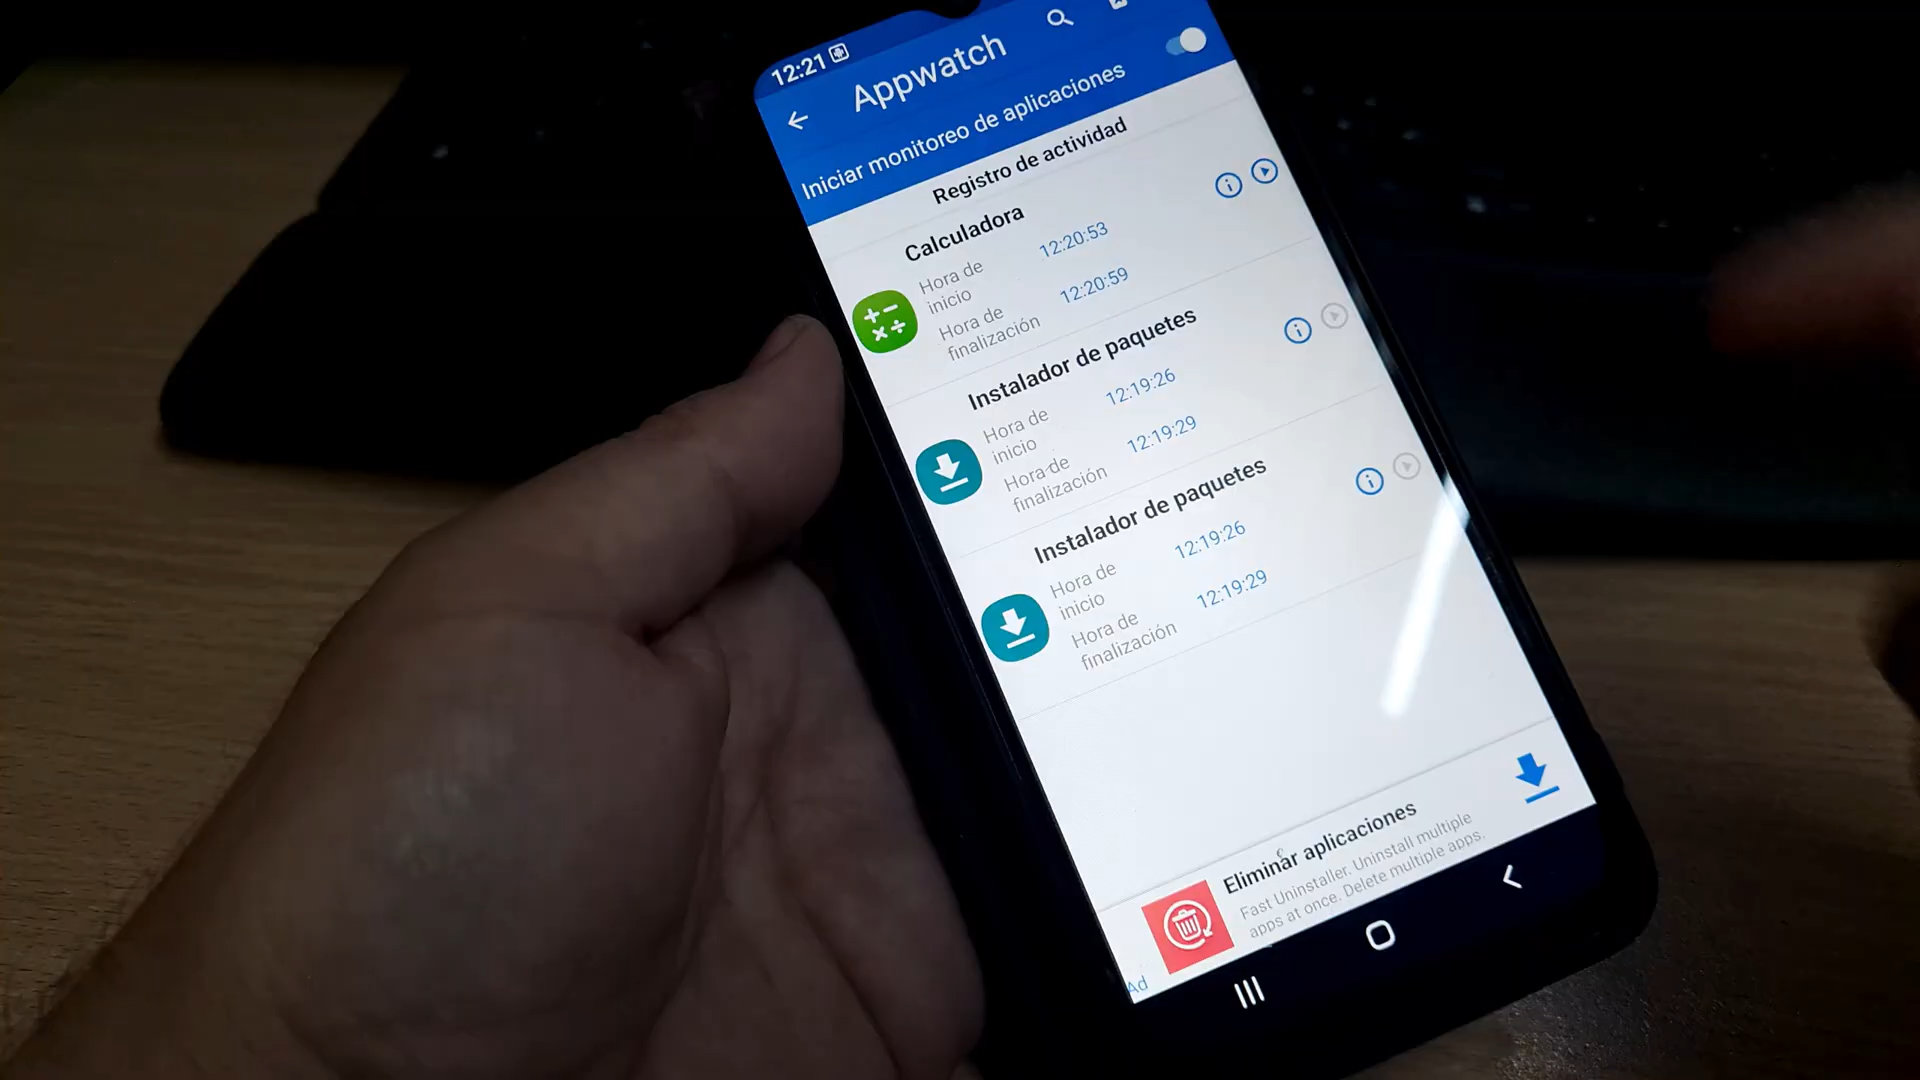 12:21
Appwatch
Iniciar monitoreo de aplicaciones
Registro de actividad
Calculadora
Hora de
inicio
12:20:53
Hora de
finalización
12:20:59
Instalador de paquetes
Hora de
inicio
12:19:26
Hora de
finalización
12:19:29
Instalador de paquetes
Hora de
inicio
12:19:26
Hora de
finalización
12:19:29
Eliminar aplicaciones
Fast Uninstaller. Uninstall multiple
apps at once. Delete multiple apps.
Ad